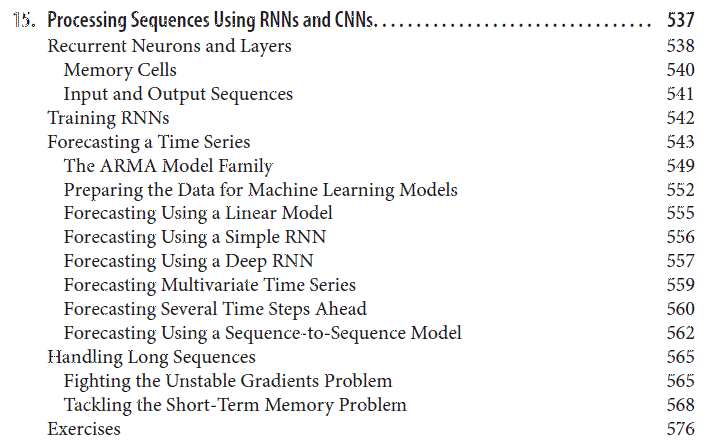 15. Processing Sequences Using RNNs and CNNs. . . . . . . . . . . . . . . . . . . . . . . . . . . . . . . . 537
Recurrent Neurons and Layers 538
Memory Cells 540
Input and Output Sequences 541
Training RNNs 542
Forecasting a Time Series 543
The ARMA Model Family 549
Preparing the Data for Machine Learning Models 552
Forecasting Using a Linear Model 555
Forecasting Using a Simple RNN 556
Forecasting Using a Deep RNN 557
Forecasting Multivariate Time Series 559
Forecasting Several Time Steps Ahead 560
Forecasting Using a Sequence-to-Sequence Model 562
Handling Long Sequences 565
Fighting the Unstable Gradients Problem 565
Tackling the Short-Term Memory Problem 568
Exercises 576